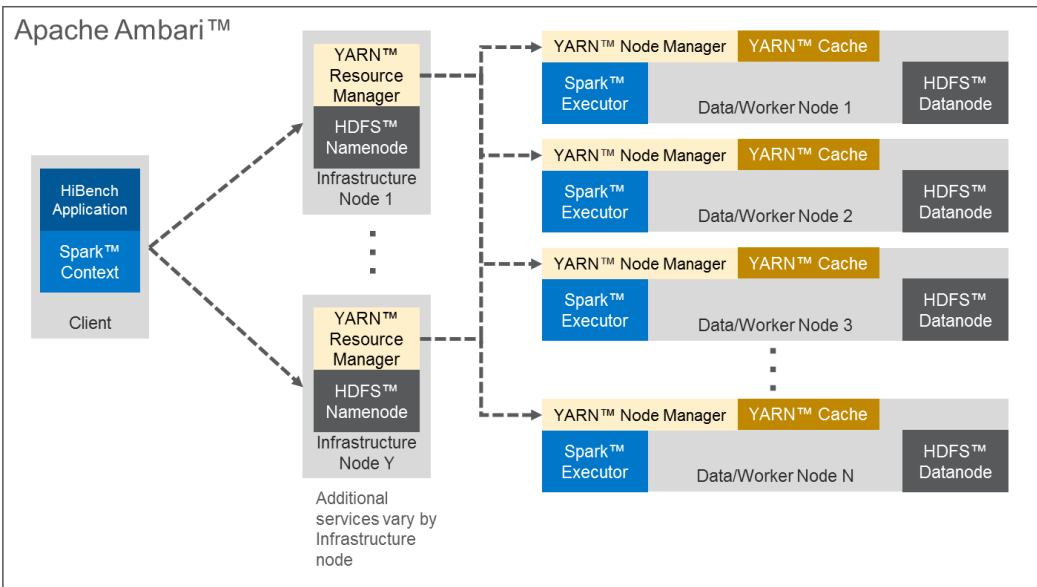 Apache Ambari™
HiBench
Application
Spark™
Context
Client
YARN™
Resource
Manager
HDFS™
Namenode
Infrastructure
Node 1
YARN™
Resource
Manager
HDFS™
Namenode
Infrastructure
Node Y
Additional
services vary by
Infrastructure
node
YARN™ Node Manager
YARN™ Cache
Spark™
Executor
Data/Worker Node 1
HDFS™
Datanode
YARN™ Node Manager
YARN™ Cache
Spark™
Executor
Data/Worker Node 2
HDFS™
Datanode
YARN™ Node Manager
YARN™ Cache
Spark™
Executor
Data/Worker Node 3
HDFS™
Datanode
YARN™ Node Manager
YARN™ Cache
Spark™
Executor
Data/Worker Node N
HDFS™
Datanode